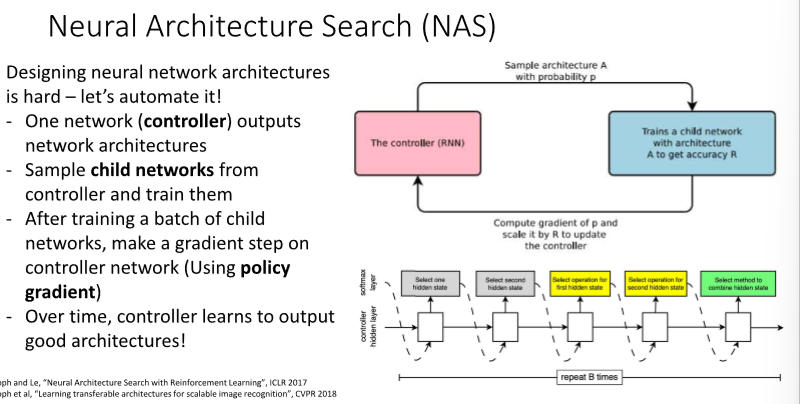 Neural Architecture Search (NAS)
Designing neural network architectures
is hard – let's automate it!
- One network (controller) outputs
network architectures
- Sample child networks from
controller and train them
- After training a batch of child
networks, make a gradient step on
controller network (Using policy
gradient)
- Over time, controller learns to output
good architectures!
Sample architecture A
with probability p
The controller (RNN)
Trains a child network
with architecture
A to get accuracy R
Compute gradient of p and
scale it by R to update
the controller
softmax
layer
controller
hidden layer
Select one
hidden state
Select second
hidden state
Select operation for
first hidden state
Select operation for
second hidden state
Select method to
combine hidden state
repeat B times
oph and Le, "Neural Architecture Search with Reinforcement Learning", ICLR 2017
oph et al, "Learning transferable architectures for scalable image recognition", CVPR 2018